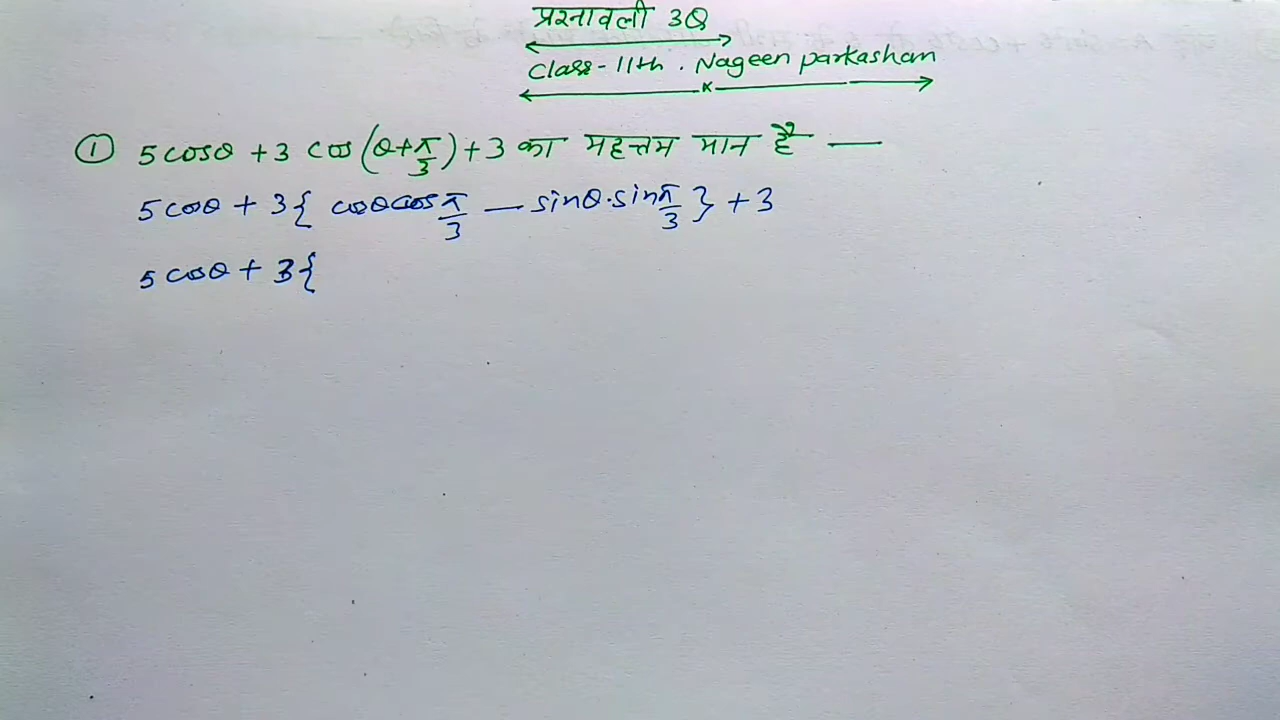 प्रश्नावली 3Q
Class-11th. Nageen parkasham
① 5cosθ + 3 cos(θ+π/3) + 3 का महत्तम मान है —
5cosθ + 3{ cosθcosπ/3 — sinθ.sinπ/3 } + 3
5cosθ + 3{